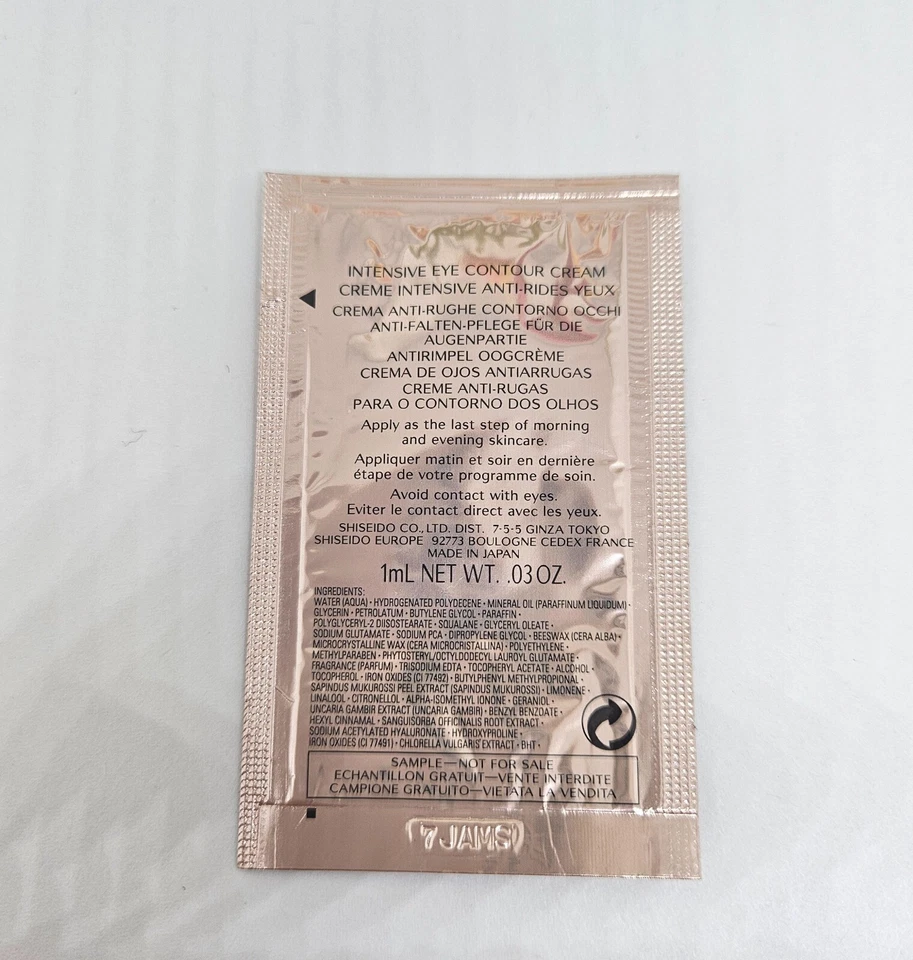 INTENSIVE EYE CONTOUR CREAM
CREME INTENSIVE ANTI-RIDES YEUX
CREMA ANTI-RUGHE CONTORNO OCCHI
ANTI-FALTEN-PFLEGE FÜR DIE
AUGENPARTIE
ANTIRIMPEL OOGCRÈME
CREMA DE OJOS ANTIARRUGAS
CREME ANTI-RUGAS
PARA O CONTORNO DOS OLHOS
Apply as the last step of morning
and evening skincare.
Appliquer matin et soir en dernière
étape de votre programme de soin.
Avoid contact with eyes.
Eviter le contact direct avec les yeux.
SHISEIDO CO., LTD. DIST. 7-5-5 GINZA TOKYO
SHISEIDO EUROPE 92773 BOULOGNE CEDEX FRANCE
MADE IN JAPAN
1mL NET WT. .03 OZ.
INGREDIENTS:
WATER (AQUA)・HYDROGENATED POLYDECENE・MINERAL OIL (PARAFFINUM LIQUIDUM)・
GLYCERIN・PETROLATUM・BUTYLENE GLYCOL・PARAFFIN・
POLYGLYCERYL-2 DIISOSTEARATE・SQUALANE・GLYCERYL OLEATE・
SODIUM GLUTAMATE・SODIUM PCA・DIPROPYLENE GLYCOL・BEESWAX (CERA ALBA)・
MICROCRYSTALLINE WAX (CERA MICROCRISTALLINA)・POLYETHYLENE・
METHYLPARABEN・PHYTOSTERYL/OCTYLDODECYL LAUROYL GLUTAMATE・
FRAGRANCE (PARFUM)・TRISODIUM EDTA・TOCOPHERYL ACETATE・ALCOHOL・
TOCOPHEROL・IRON OXIDES (CI 77492)・BUTYLPHENYL METHYLPROPIONAL・
SAPINDUS MUKUROSSI PEEL EXTRACT (SAPINDUS MUKUROSSI)・LIMONENE・
LINALOOL・CITRONELLOL・ALPHA-ISOMETHYL IONONE・GERANIOL・
UNCARIA GAMBIR EXTRACT (UNCARIA GAMBIR)・BENZYL BENZOATE・
HEXYL CINNAMAL・SANGUISORBA OFFICINALIS ROOT EXTRACT・
SODIUM ACETYLATED HYALURONATE・HYDROXYPROLINE・
IRON OXIDES (CI 77491)・CHLORELLA VULGARIS EXTRACT・BHT・
SAMPLE—NOT FOR SALE
ECHANTILLON GRATUIT—VENTE INTERDITE
CAMPIONE GRATUITO—VIETATA LA VENDITA
7JAMS